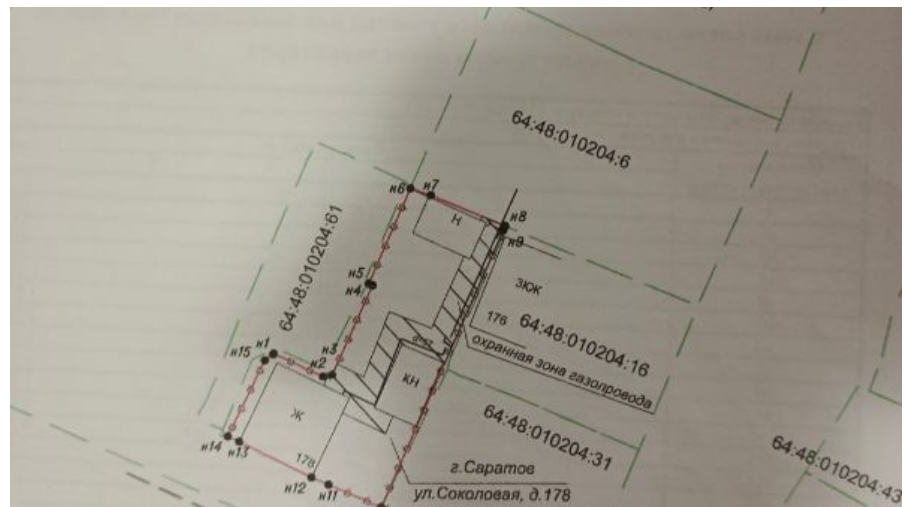 64:48:010204:6
н6
н7
н
н8
н9
64:48:010204:61
н5
н4
ЗЮЖ
176
64:48:010204:16
охранная зона газопровода
н1
н15
н2
н3
КН
Ж
64:48:010204:31
64:48:010204:43
н14
н13
178
н12
н11
г.Саратов
ул.Соколовая, д.178